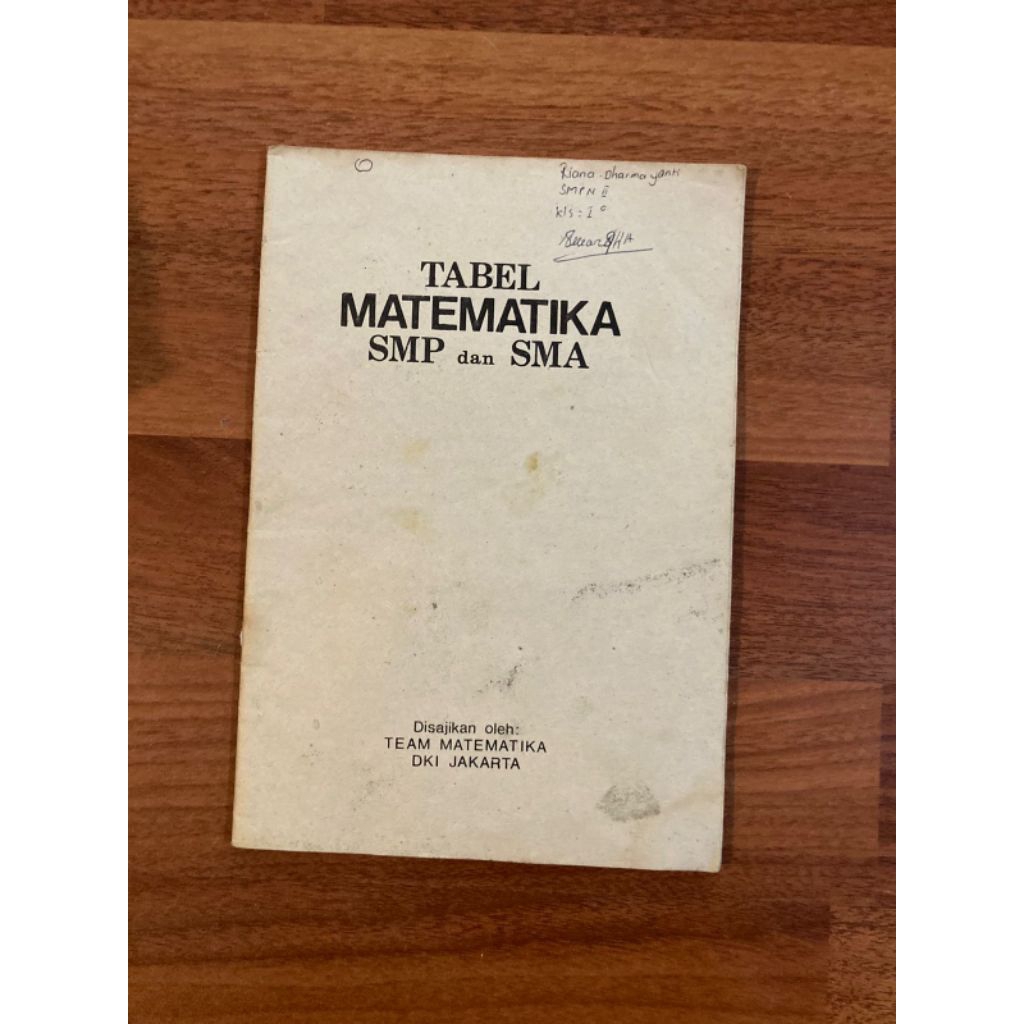 Riana Dharmayanti
SMPN II
kls : I°
TABEL
MATEMATIKA
SMP dan SMA
Disajikan oleh:
TEAM MATEMATIKA
DKI JAKARTA